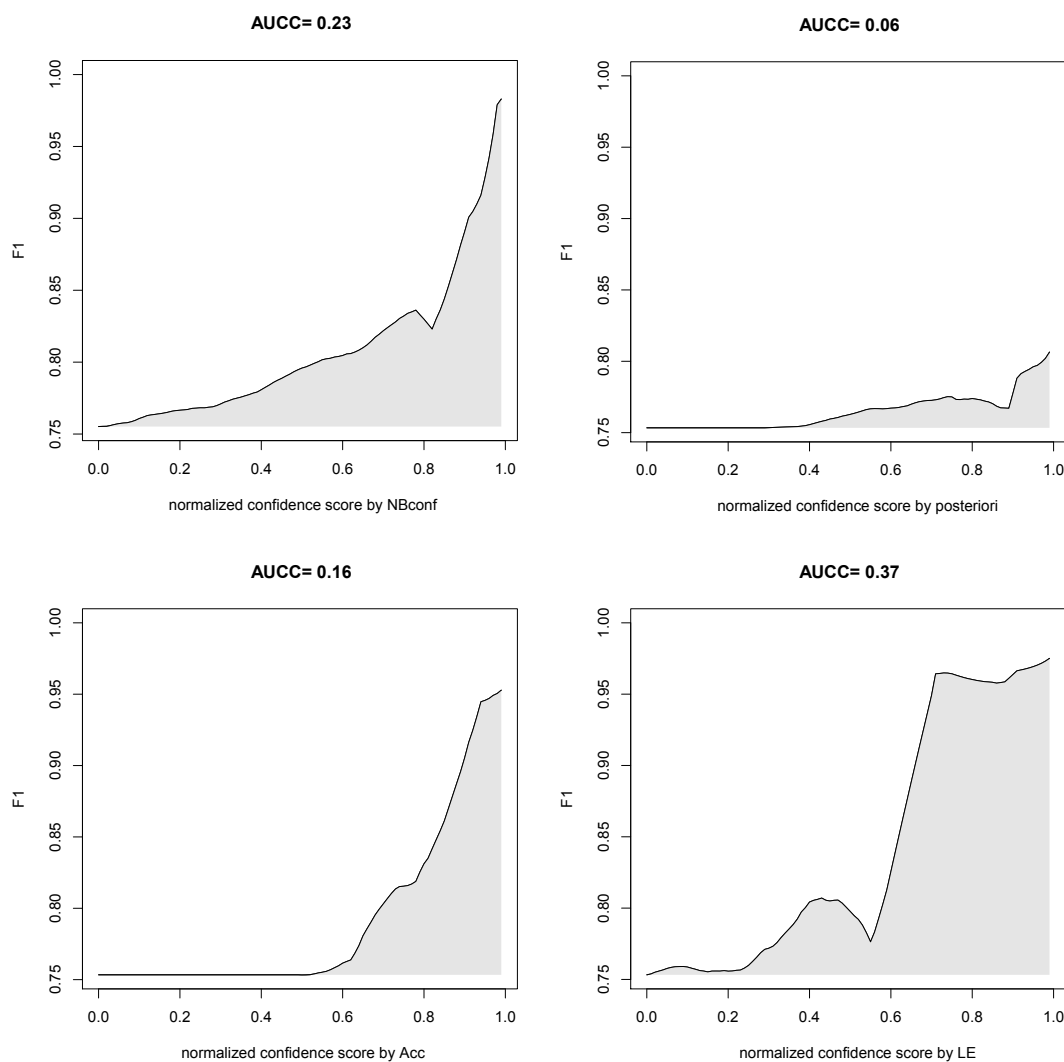 AUCC= 0.23
F1
0.75 0.80 0.85 0.90 0.95 1.00
0.0 0.2 0.4 0.6 0.8 1.0
normalized confidence score by NBconf
AUCC= 0.06
F1
0.75 0.80 0.85 0.90 0.95 1.00
0.0 0.2 0.4 0.6 0.8 1.0
normalized confidence score by posteriori
AUCC= 0.16
F1
0.75 0.80 0.85 0.90 0.95 1.00
0.0 0.2 0.4 0.6 0.8 1.0
normalized confidence score by Acc
AUCC= 0.37
F1
0.75 0.80 0.85 0.90 0.95 1.00
0.0 0.2 0.4 0.6 0.8 1.0
normalized confidence score by LE